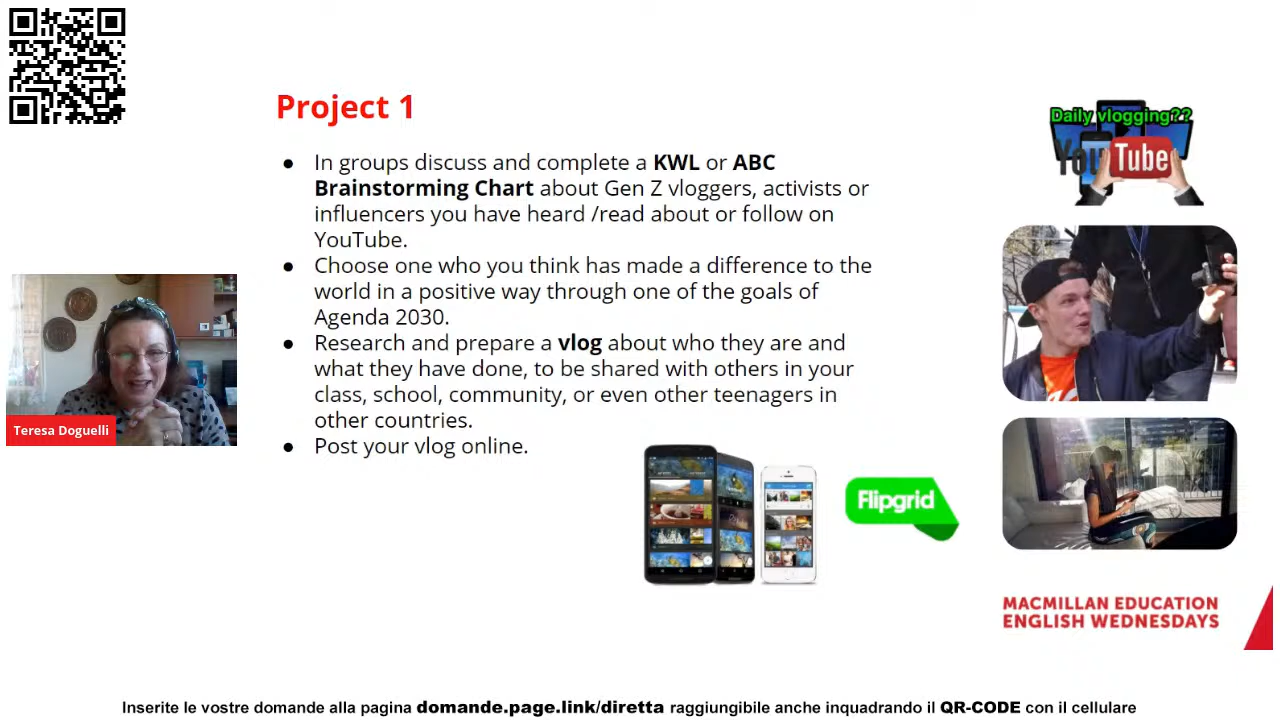 Project 1
● In groups discuss and complete a KWL or ABC
Brainstorming Chart about Gen Z vloggers, activists or
influencers you have heard /read about or follow on
YouTube.
● Choose one who you think has made a difference to the
world in a positive way through one of the goals of
Agenda 2030.
● Research and prepare a vlog about who they are and
what they have done, to be shared with others in your
class, school, community, or even other teenagers in
other countries.
● Post your vlog online.
Daily vlogging??
YouTube
Teresa Doguelli
Flipgrid
MACMILLAN EDUCATION
ENGLISH WEDNESDAYS
Inserite le vostre domande alla pagina domande.page.link/diretta raggiungibile anche inquadrando il QR-CODE con il cellulare